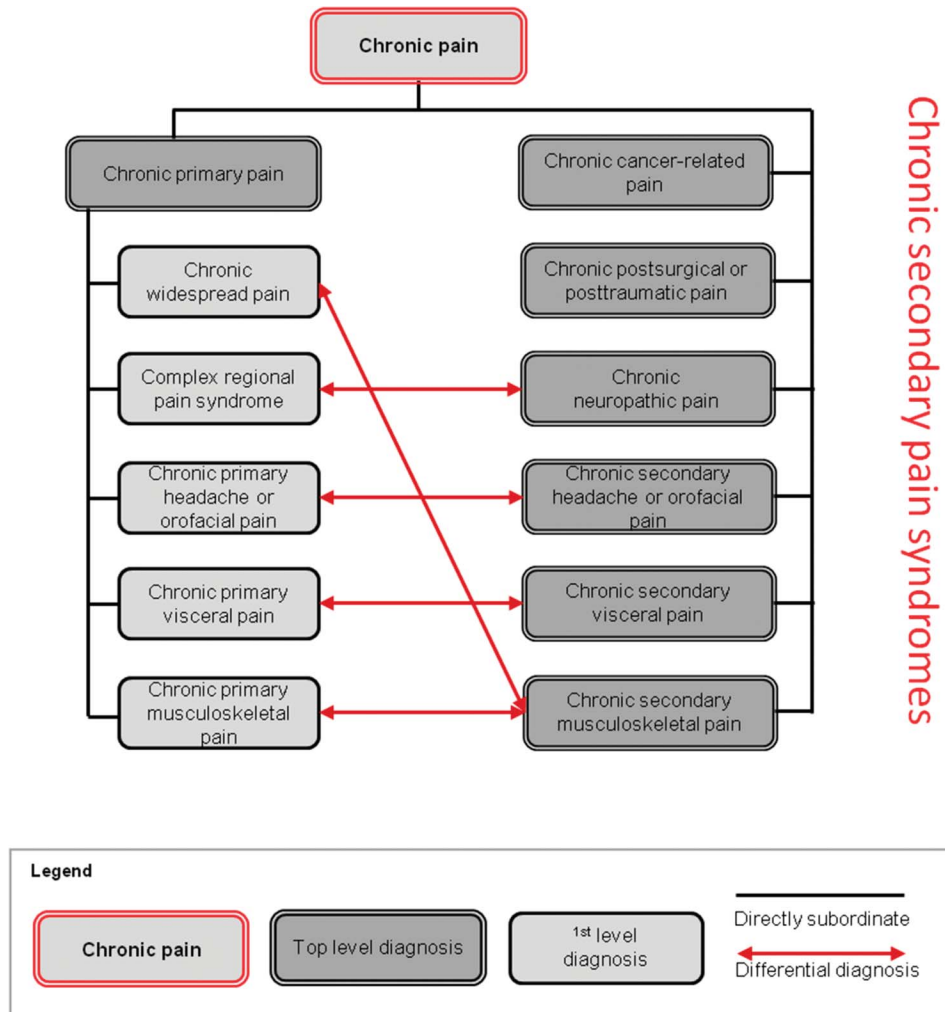 Chronic pain
Chronic primary pain
Chronic
widespread pain
Complex regional
pain syndrome
Chronic primary
headache or orofacial
pain
Chronic primary
visceral pain
Chronic primary
musculoskeletal
pain
Chronic cancer-related
pain
Chronic postsurgical or
posttraumatic pain
Chronic
neuropathic pain
Chronic secondary
headache or orofacial
pain
Chronic secondary
visceral pain
Chronic secondary
musculoskeletal pain
Chronic secondary pain syndromes
Legend
Chronic pain
Top level diagnosis
1st level
diagnosis
Directly subordinate
Differential diagnosis